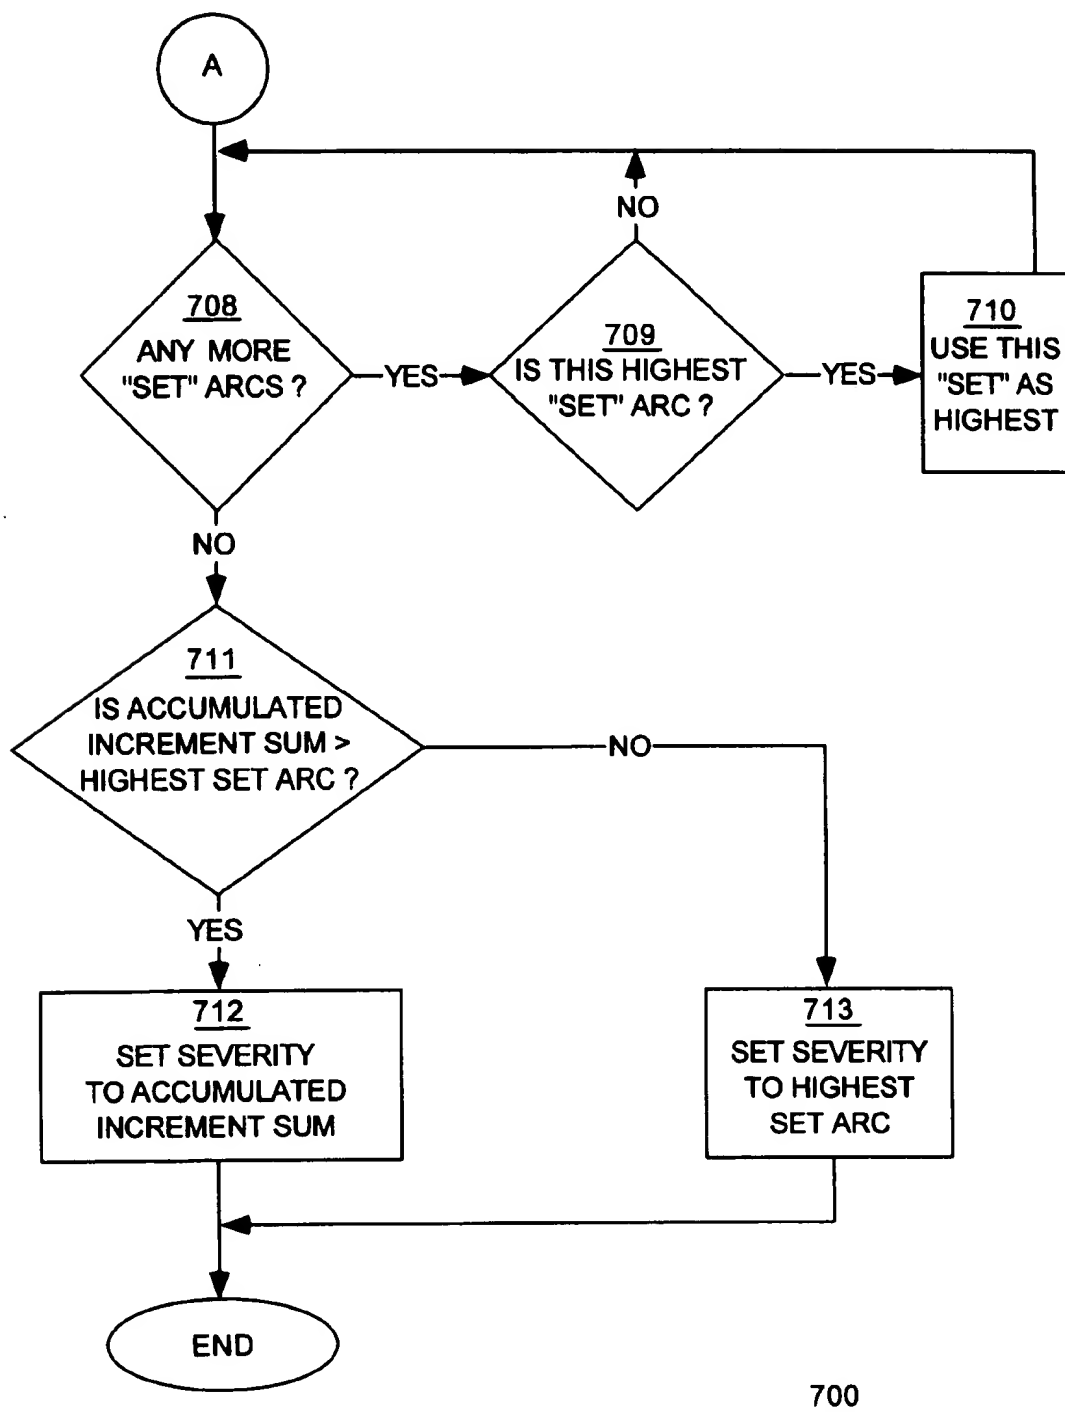 A
NO
708
ANY MORE
"SET" ARCS ?
YES
709
IS THIS HIGHEST
"SET" ARC ?
YES
710
USE THIS
"SET" AS
HIGHEST
NO
711
IS ACCUMULATED
INCREMENT SUM >
HIGHEST SET ARC ?
NO
YES
712
SET SEVERITY
TO ACCUMULATED
INCREMENT SUM
713
SET SEVERITY
TO HIGHEST
SET ARC
END
700